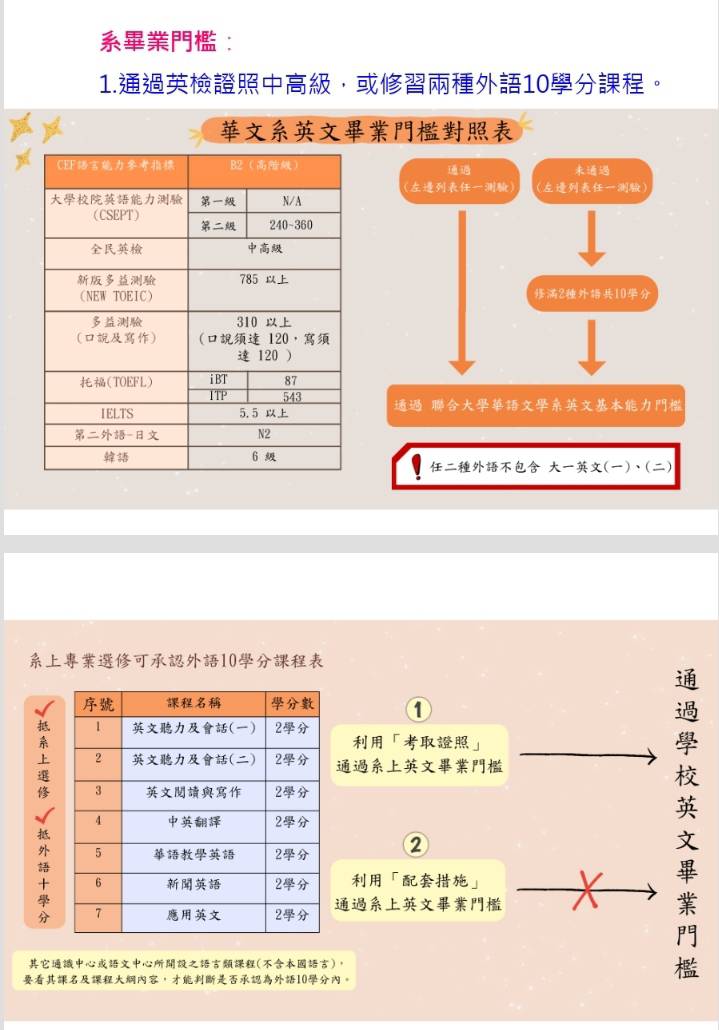 系畢業門檻：
1.通過英檢證照中高級，或修習兩種外語10學分課程。
華文系英文畢業門檻對照表
CEF語言能力參考指標 B2（高階級）
大學校院英語能力測驗
(CSEPT)
第一級 N/A
第二級 240~360
全民英檢 中高級
新版多益測驗
(NEW TOEIC)
785 以上
多益測驗
(口說及寫作)
310 以上
(口說須達 120，寫須
達 120 )
托福(TOEFL)
iBT 87
ITP 543
IELTS 5.5 以上
第二外語-日文 N2
韓語 6 級
通過
(左邊列表任一測驗)
未通過
(左邊列表任一測驗)
修滿2種外語共10學分
通過 聯合大學華語文學系英文基本能力門檻
任二種外語不包含 大一英文(一)、(二)
系上專業選修可承認外語10學分課程表
抵系上選修
抵外語十學分
序號 課程名稱 學分數
1 英文聽力及會話(一) 2學分
2 英文聽力及會話(二) 2學分
3 英文閱讀與寫作 2學分
4 中英翻譯 2學分
5 華語教學英語 2學分
6 新聞英語 2學分
7 應用英文 2學分
其它通識中心或語文中心所開設之語言類課程(不含本國語言)，
要看其課名及課程大綱內容，才能判斷是否承認為外語10學分內。
1
利用「考取證照」
通過系上英文畢業門檻
2
利用「配套措施」
通過系上英文畢業門檻
通過學校英文畢業門檻